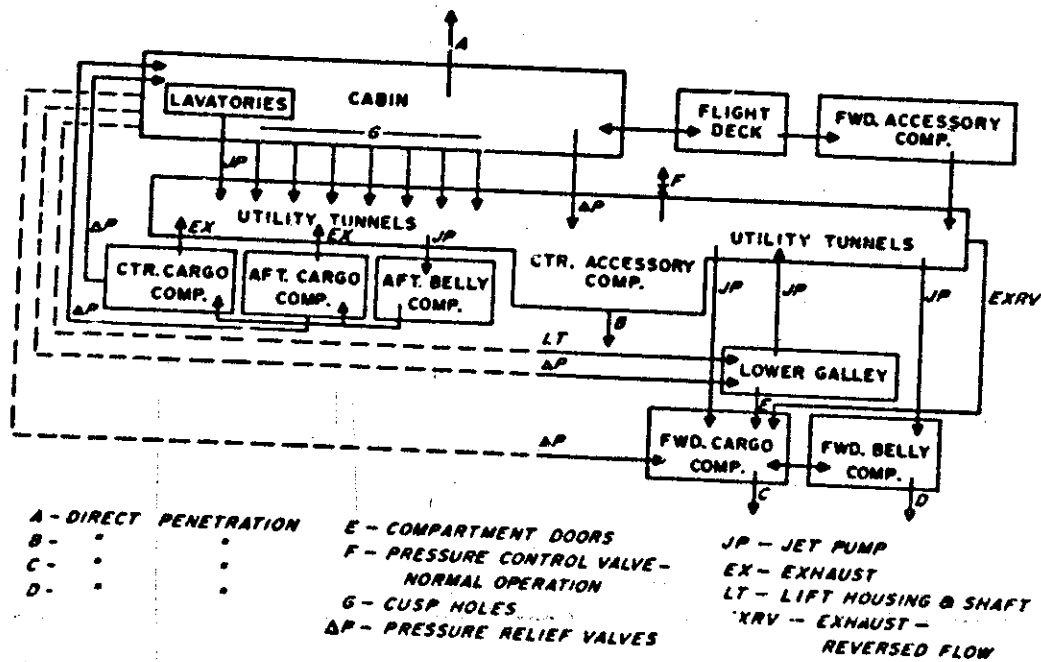 A
LAVATORIES
CABIN
FLIGHT
DECK
FWD. ACCESSORY
COMP.
G
JP
F
ΔP
UTILITY TUNNELS
EX
EX
JP
UTILITY TUNNELS
ΔP
CTR. CARGO
COMP.
AFT. CARGO
COMP.
AFT. BELLY
COMP.
CTR. ACCESSORY
COMP.
JP
JP
JP
EXRV
ΔP
B
LT
ΔP
LOWER GALLEY
E
ΔP
FWD. CARGO
COMP.
FWD. BELLY
COMP.
C
D
A - DIRECT PENETRATION
B - " "
C - " "
D - " "
E - COMPARTMENT DOORS
F - PRESSURE CONTROL VALVE -
NORMAL OPERATION
G - CUSP HOLES
ΔP - PRESSURE RELIEF VALVES
JP - JET PUMP
EX - EXHAUST
LT - LIFT HOUSING & SHAFT
XRV - EXHAUST -
REVERSED FLOW